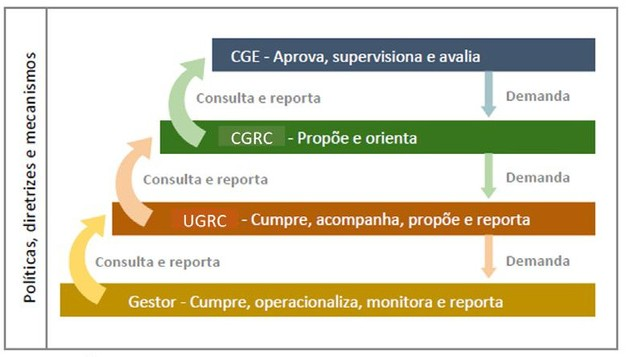 Políticas, diretrizes e mecanismos
CGE - Aprova, supervisiona e avalia
Consulta e reporta
Demanda
CGRC - Propõe e orienta
Consulta e reporta
Demanda
UGRC - Cumpre, acompanha, propõe e reporta
Consulta e reporta
Demanda
Gestor - Cumpre, operacionaliza, monitora e reporta